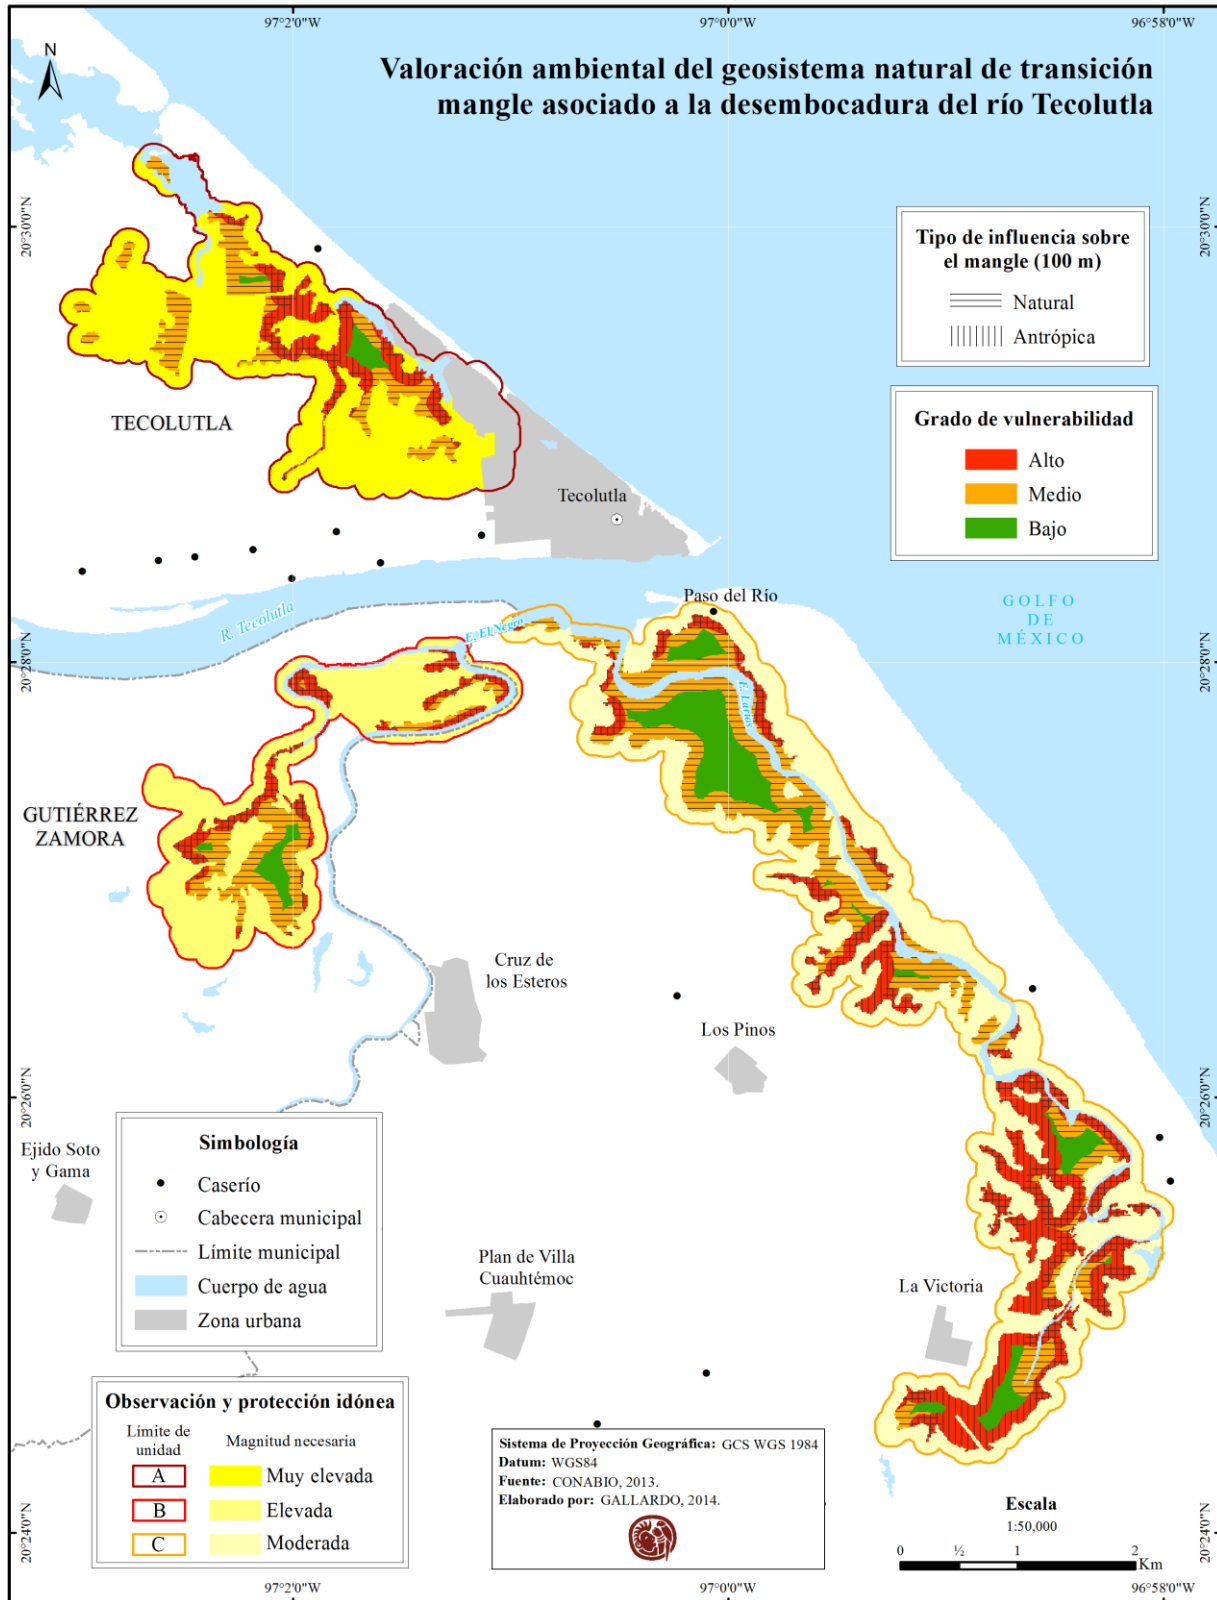 97°2'0"W
97°0'0"W
96°58'0"W
N
Valoración ambiental del geosistema natural de transición
mangle asociado a la desembocadura del río Tecolutla
20°30'0"N
20°30'0"N
Tipo de influencia sobre
el mangle (100 m)
Natural
Antrópica
Grado de vulnerabilidad
Alto
Medio
Bajo
TECOLUTLA
Tecolutla
R. Tecolutla
E. El Negro
Paso del Río
E. Larios
GOLFO
DE
MÉXICO
20°28'0"N
20°28'0"N
GUTIÉRREZ
ZAMORA
Cruz de
los Esteros
Los Pinos
20°26'0"N
20°26'0"N
Ejido Soto
y Gama
Simbología
Caserío
Cabecera municipal
Límite municipal
Cuerpo de agua
Zona urbana
Plan de Villa
Cuauhtémoc
La Victoria
Observación y protección idónea
Límite de
unidad
Magnitud necesaria
A
Muy elevada
B
Elevada
C
Moderada
Sistema de Proyección Geográfica: GCS WGS 1984
Datum: WGS84
Fuente: CONABIO, 2013.
Elaborado por: GALLARDO, 2014.
Escala
1:50,000
0
½
1
2
Km
20°24'0"N
20°24'0"N
97°2'0"W
97°0'0"W
96°58'0"W